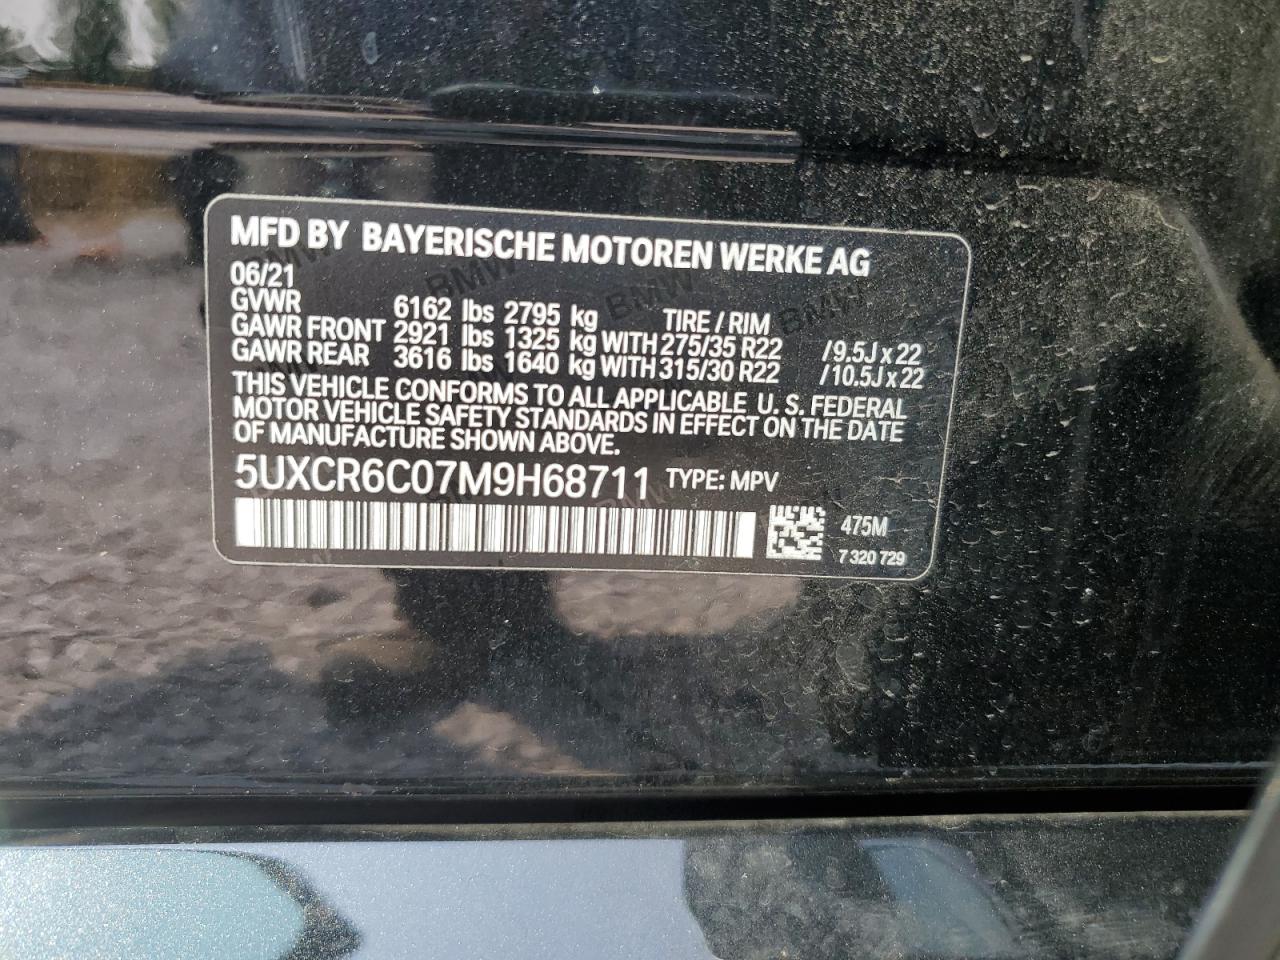 MFD BY BAYERISCHE MOTOREN WERKE AG
06/21
GVWR 6162 lbs 2795 kg TIRE / RIM
GAWR FRONT 2921 lbs 1325 kg WITH 275/35 R22 /9.5J x 22
GAWR REAR 3616 lbs 1640 kg WITH 315/30 R22 /10.5J x 22
THIS VEHICLE CONFORMS TO ALL APPLICABLE U. S. FEDERAL
MOTOR VEHICLE SAFETY STANDARDS IN EFFECT ON THE DATE
OF MANUFACTURE SHOWN ABOVE.
5UXCR6C07M9H68711 TYPE: MPV
475M
7 320 729